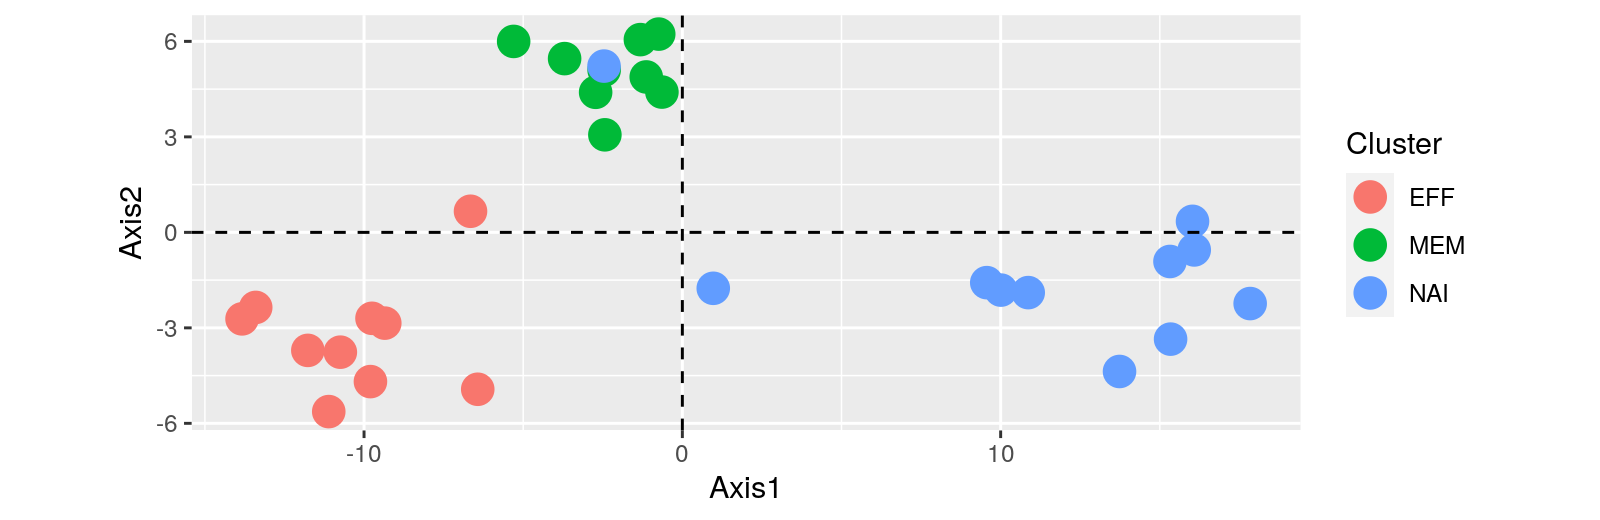 6
3
0
-3
-6
Axis2
-10
0
10
Axis1
Cluster
EFF
MEM
NAI